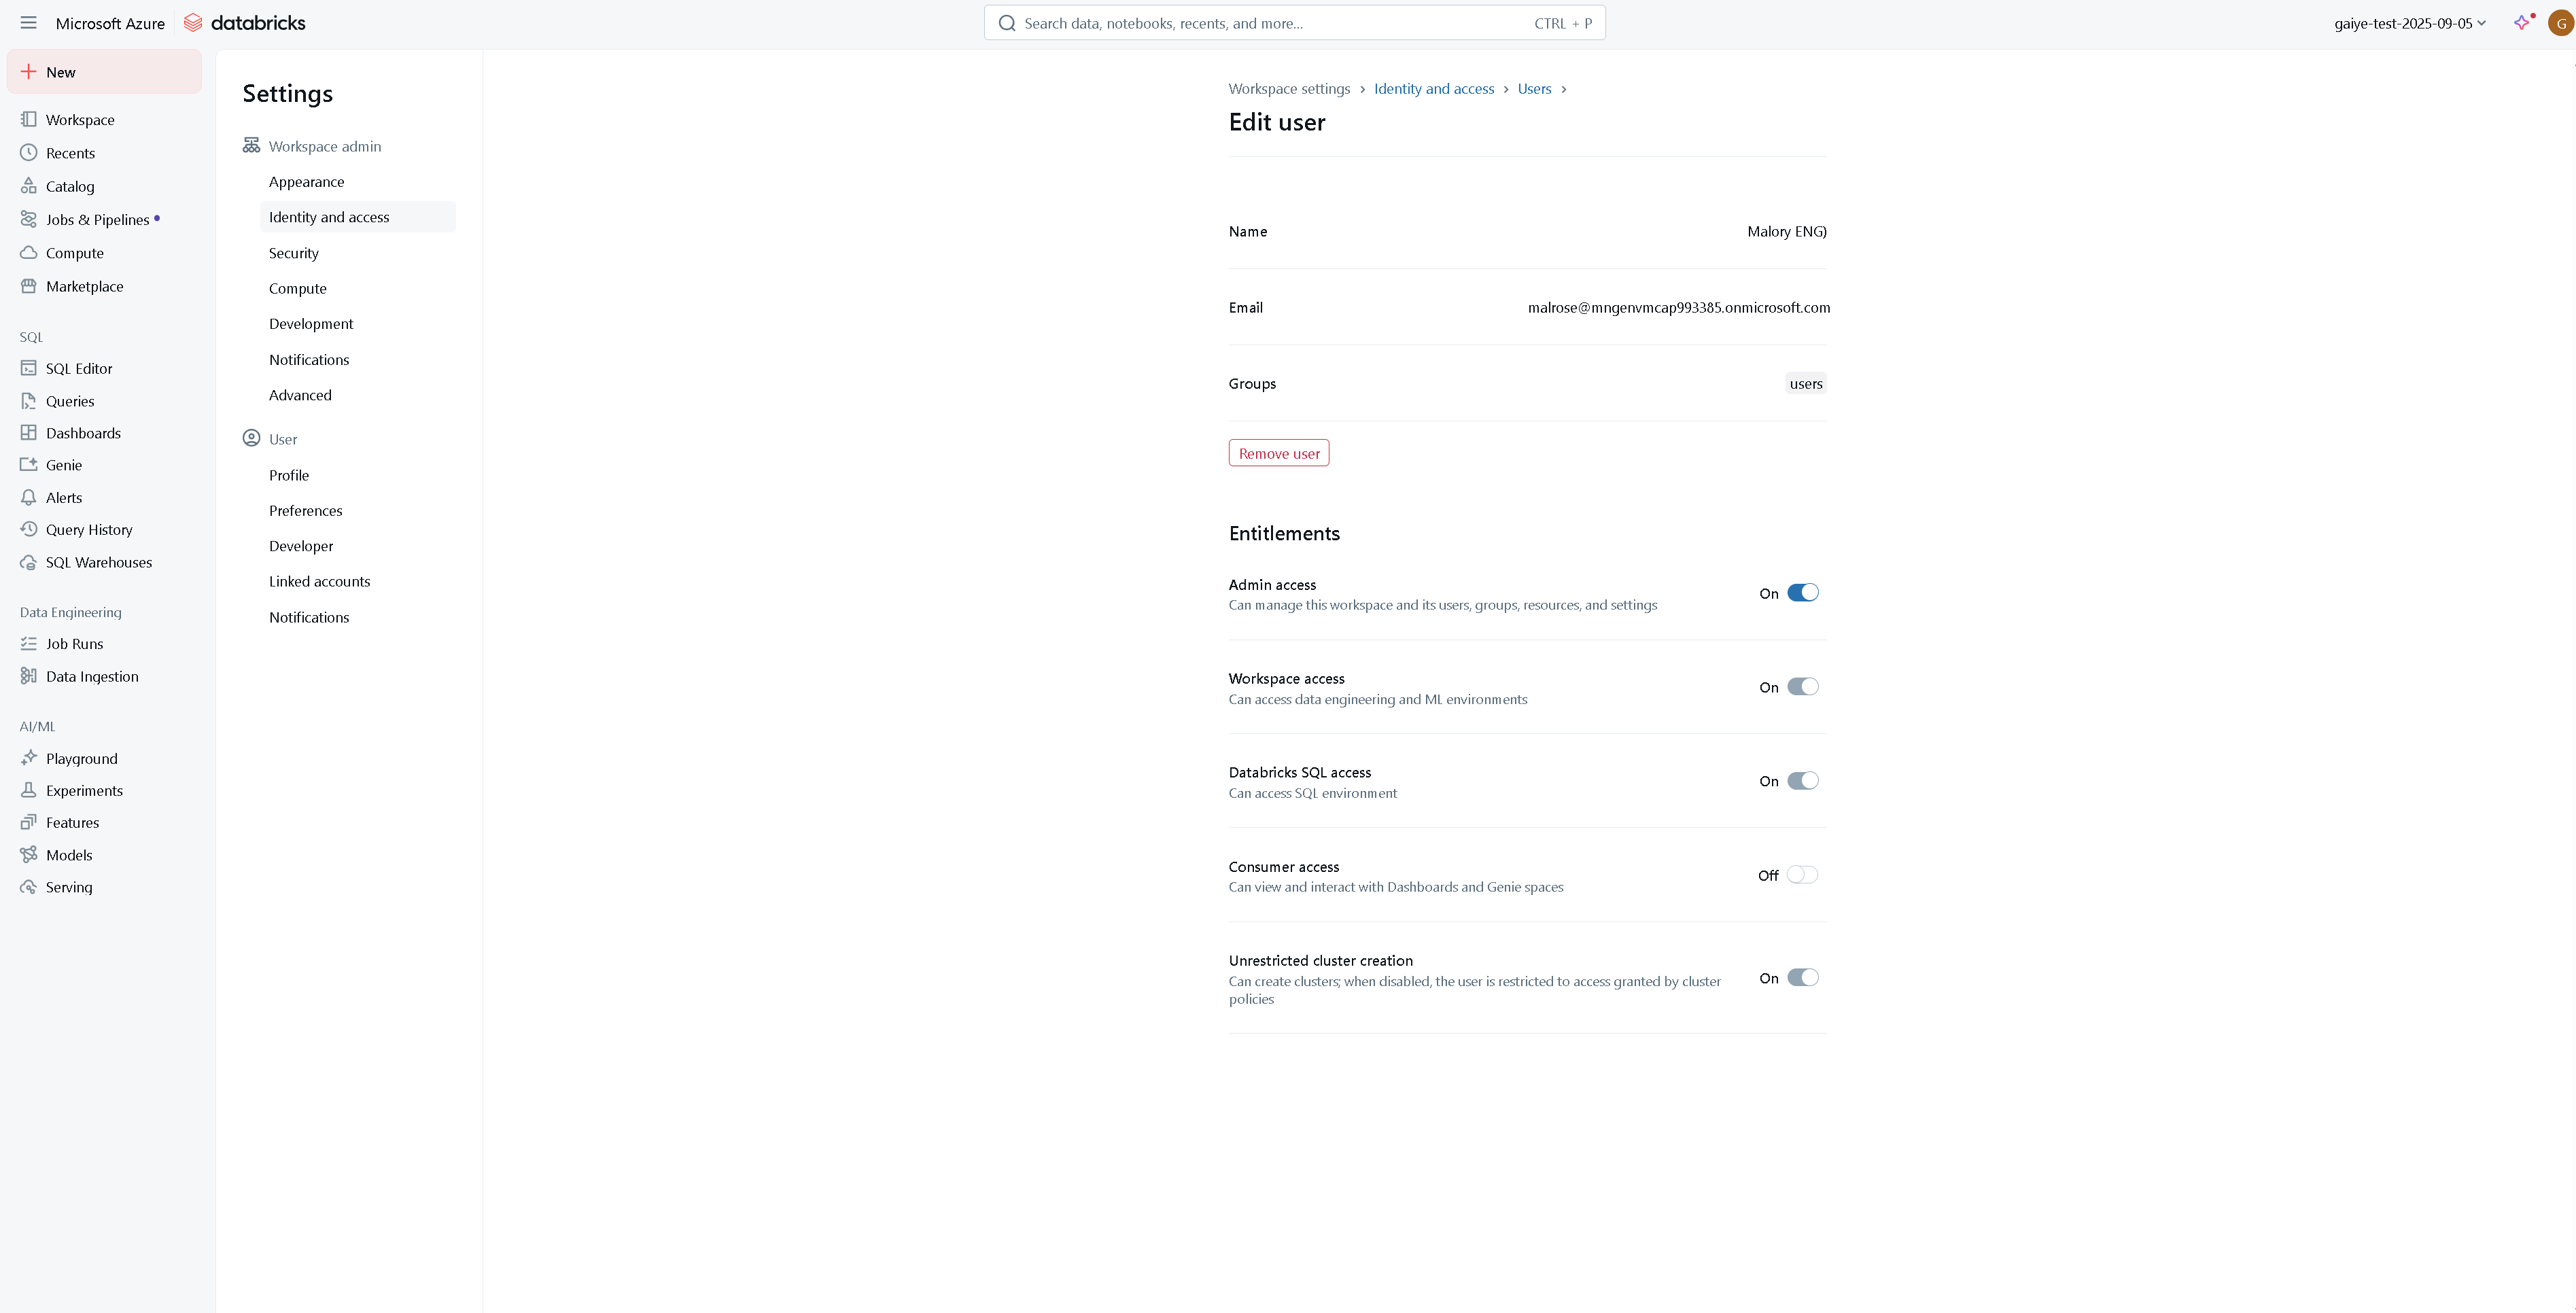 Microsoft Azure databricks
Search data, notebooks, recents, and more... CTRL + P
gaiye-test-2025-09-05
G
New
Workspace
Recents
Catalog
Jobs & Pipelines
Compute
Marketplace
SQL
SQL Editor
Queries
Dashboards
Genie
Alerts
Query History
SQL Warehouses
Data Engineering
Job Runs
Data Ingestion
AI/ML
Playground
Experiments
Features
Models
Serving
Settings
Workspace admin
Appearance
Identity and access
Security
Compute
Development
Notifications
Advanced
User
Profile
Preferences
Developer
Linked accounts
Notifications
Workspace settings > Identity and access > Users >
Edit user
Name Malory ENG)
Email malrose@mngenvmcap993385.onmicrosoft.com
Groups users
Remove user
Entitlements
Admin access
Can manage this workspace and its users, groups, resources, and settings
On
Workspace access
Can access data engineering and ML environments
On
Databricks SQL access
Can access SQL environment
On
Consumer access
Can view and interact with Dashboards and Genie spaces
Off
Unrestricted cluster creation
Can create clusters; when disabled, the user is restricted to access granted by cluster
policies
On